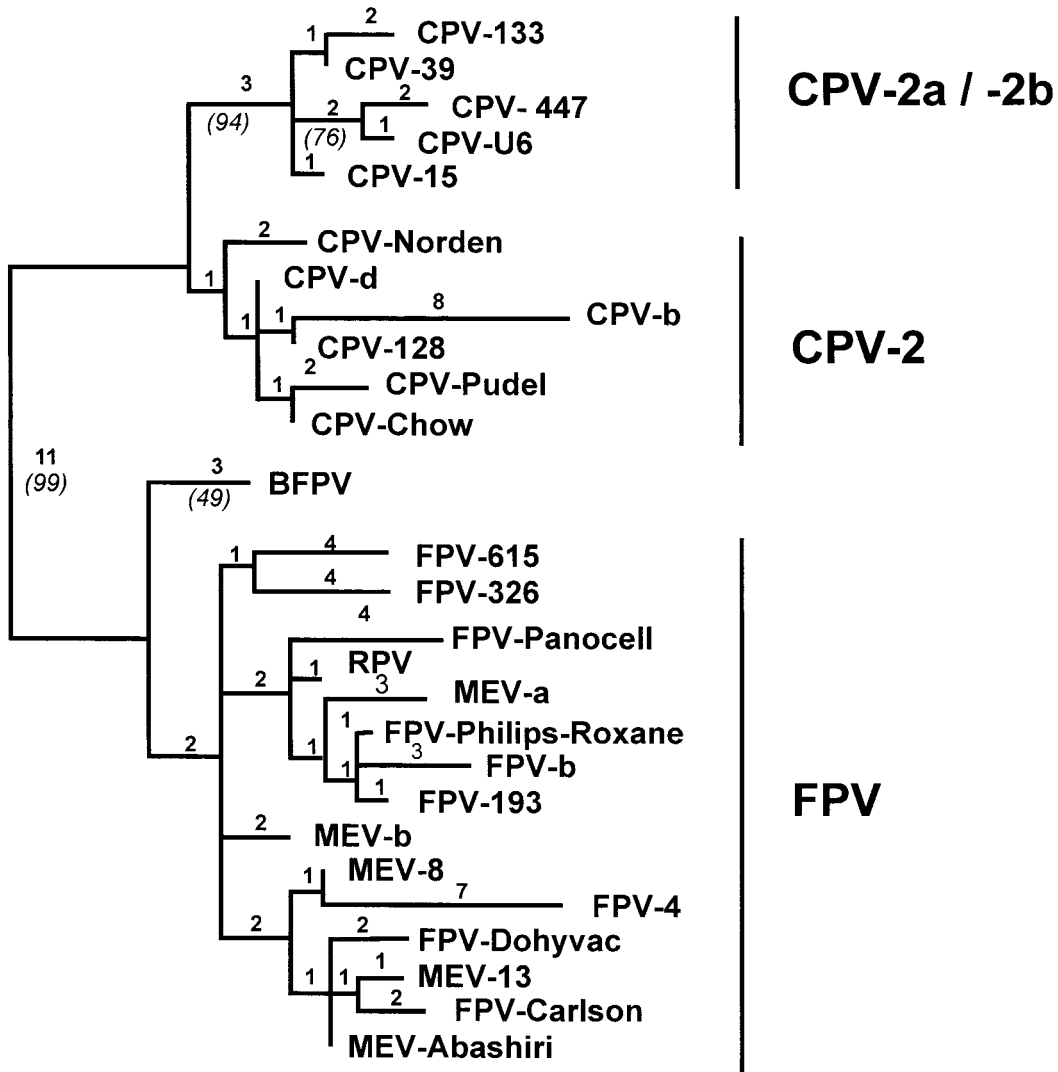 2
1 CPV-133
CPV-39
3
2
2 CPV- 447
(94)
(76)
1 CPV-U6
1 CPV-15
CPV-2a / -2b
2 CPV-Norden
1
CPV-d
1
1
8
CPV-b
CPV-128
2
1 CPV-Pudel
CPV-Chow
CPV-2
11
(99)
3
(49)
BFPV
1
4
FPV-615
4
FPV-326
4
FPV-Panocell
2
1
RPV
3
MEV-a
1
1
FPV-Philips-Roxane
3
1
FPV-b
1
FPV-193
2
FPV
2
MEV-b
1
MEV-8
7
FPV-4
2
2
FPV-Dohyvac
1
1
1
MEV-13
2
FPV-Carlson
MEV-Abashiri